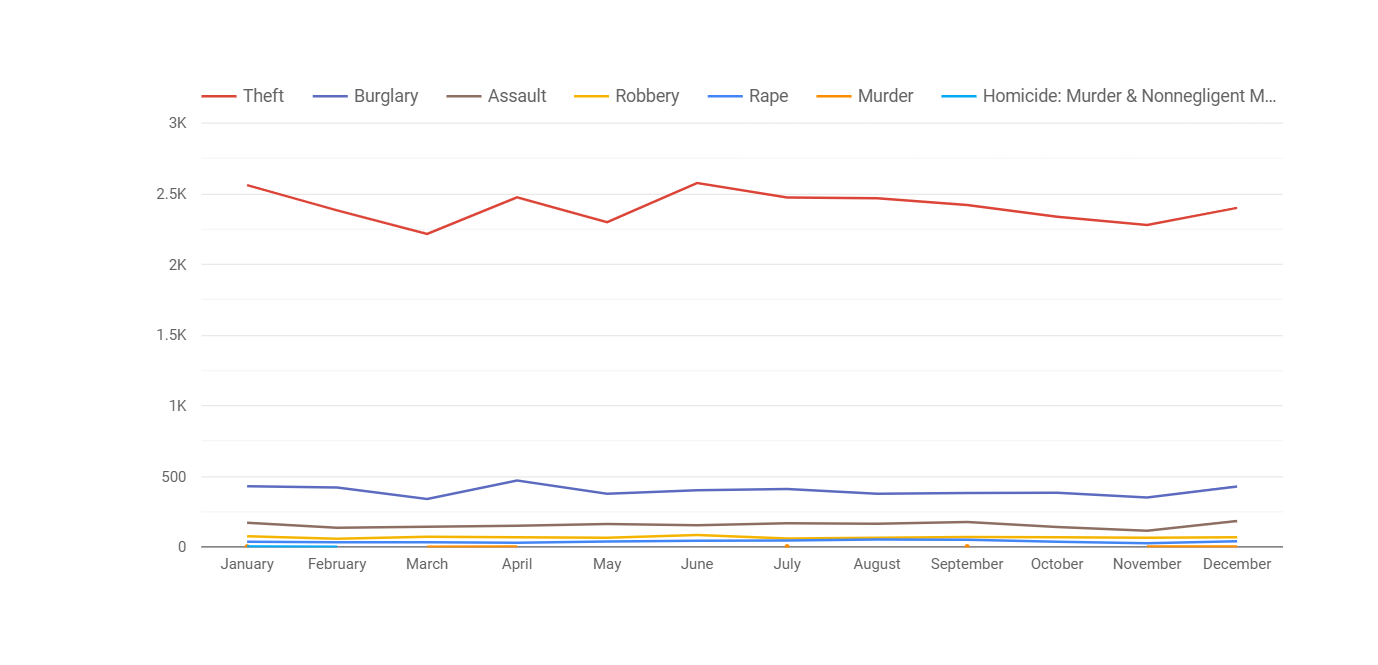 Theft Burglary Assault Robbery Rape Murder Homicide: Murder & Nonnegligent M...
3K
2.5K
2K
1.5K
1K
500
0
January February March April May June July August September October November December